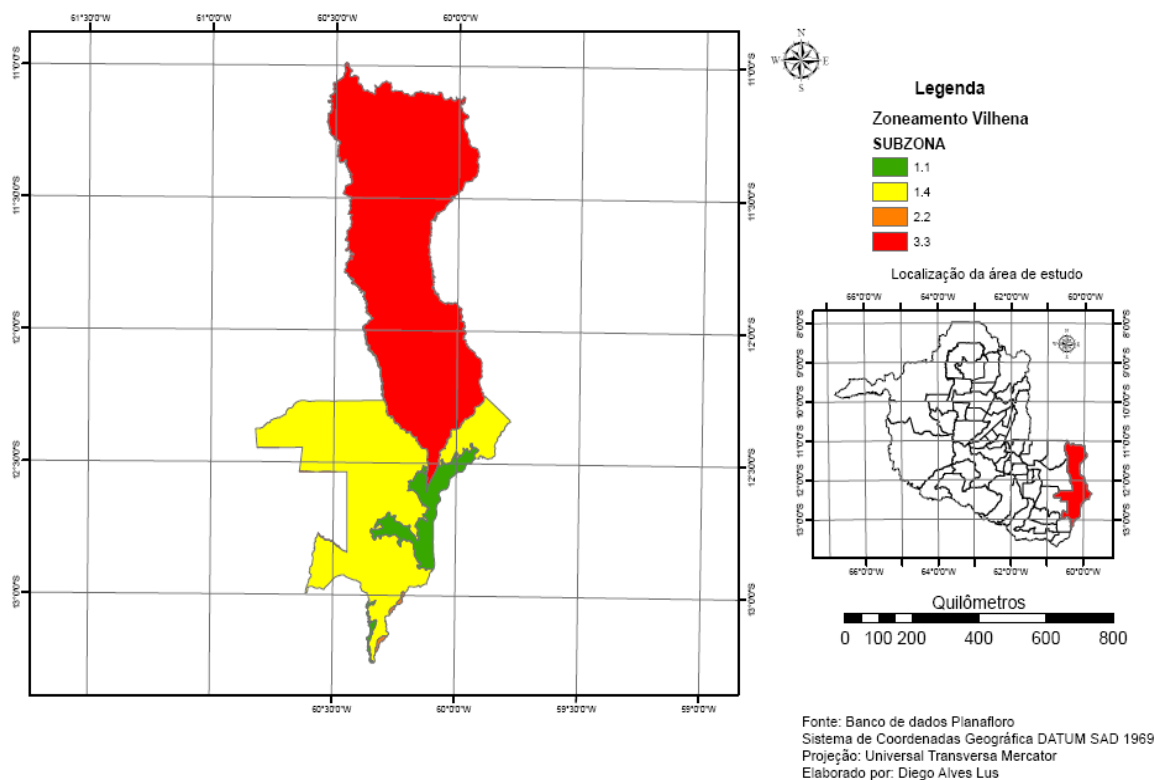 61°30'0"W 61°0'0"W 60°30'0"W 60°0'0"W
11°0'0"S 11°0'0"S
11°30'0"S 11°30'0"S
12°0'0"S 12°0'0"S
12°30'0"S 12°30'0"S
13°0'0"S 13°0'0"S
60°30'0"W 60°0'0"W 59°30'0"W 59°0'0"W
N
W E
S
Legenda
Zoneamento Vilhena
SUBZONA
1.1
1.4
2.2
3.3
Localização da área de estudo
66°0'0"W 64°0'0"W 62°0'0"W 60°0'0"W
8°0'0"S 8°0'0"S
9°0'0"S 9°0'0"S
10°0'0"S 10°0'0"S
11°0'0"S 11°0'0"S
12°0'0"S 12°0'0"S
13°0'0"S 13°0'0"S
66°0'0"W 64°0'0"W 62°0'0"W 60°0'0"W
Quilômetros
0 100 200 400 600 800
Fonte: Banco de dados Planafloro
Sistema de Coordenadas Geográfica DATUM SAD 1969
Projeção: Universal Transversa Mercator
Elaborado por: Diego Alves Lus